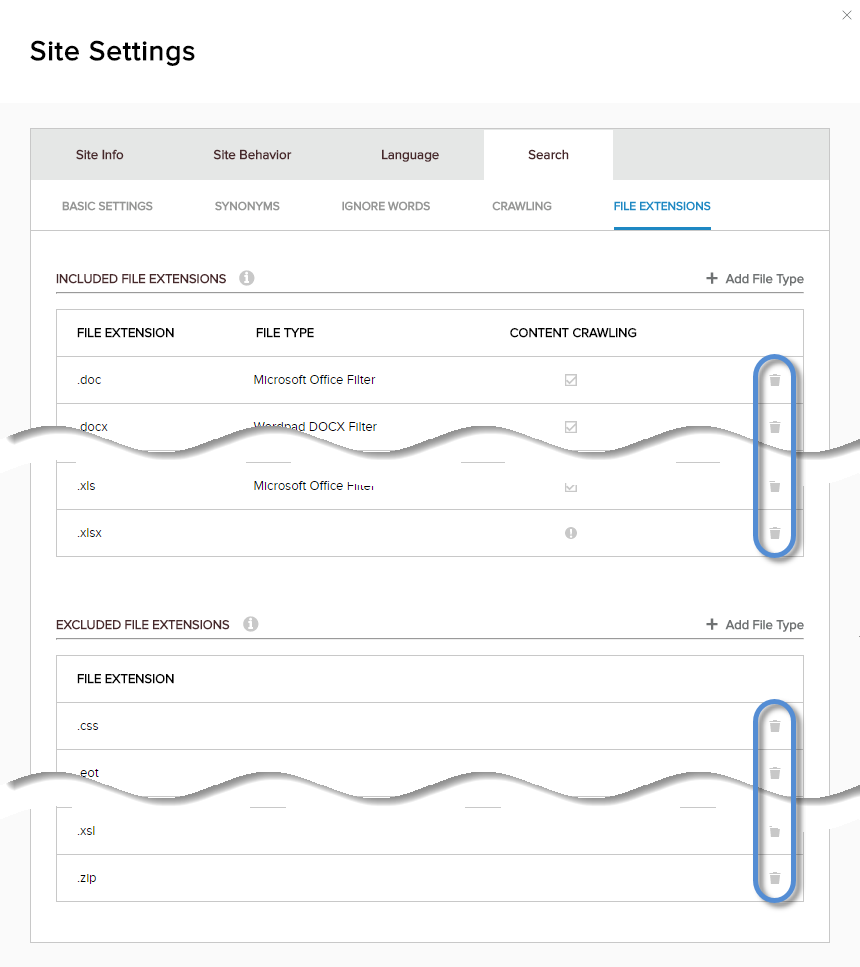 Site Settings
Site Info Site Behavior Language Search
BASIC SETTINGS SYNONYMS IGNORE WORDS CRAWLING FILE EXTENSIONS
INCLUDED FILE EXTENSIONS + Add File Type
FILE EXTENSION FILE TYPE CONTENT CRAWLING
.doc Microsoft Office Filter
.docx Wordpad DOCX Filter
.xls Microsoft Office Filter
.xlsx
EXCLUDED FILE EXTENSIONS + Add File Type
FILE EXTENSION
.css
.eot
.xsl
.zip